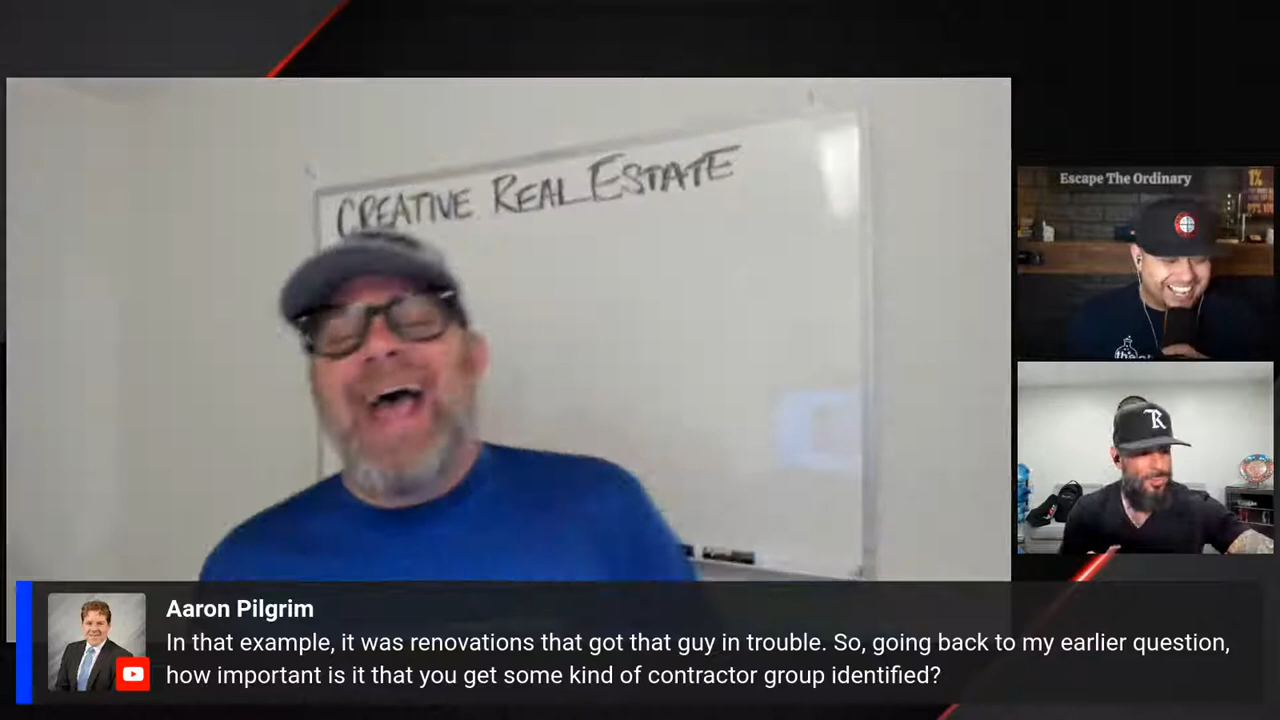 CREATIVE REAL ESTATE
Escape The Ordinary
1%
R
Aaron Pilgrim
In that example, it was renovations that got that guy in trouble. So, going back to my earlier question,
how important is it that you get some kind of contractor group identified?